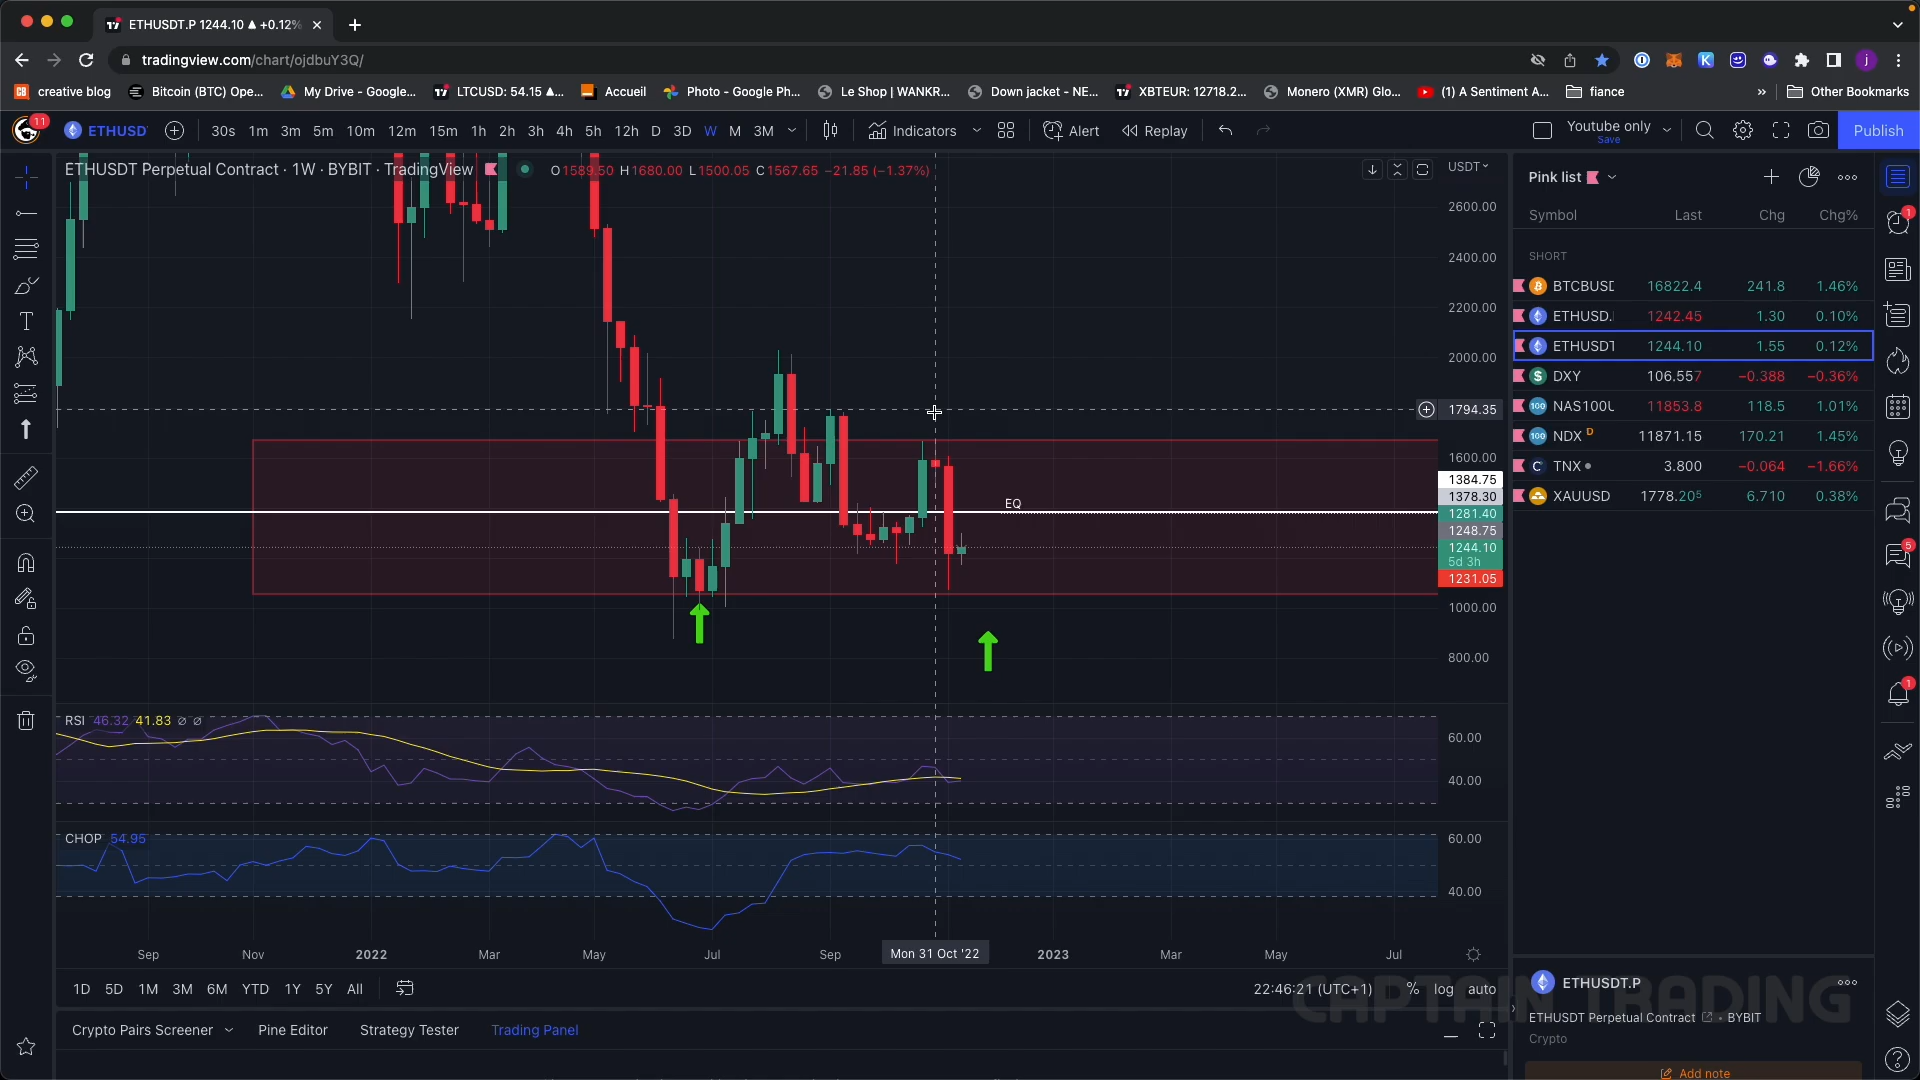 ETHUSDT.P 1244.10 ▲ +0.12%
tradingview.com/chart/ojdbuY3Q/
creative blog
Bitcoin (BTC) Ope...
My Drive - Google...
LTCUSD: 54.15 ▲...
Accueil
Photo - Google Ph...
Le Shop | WANKR...
Down jacket - NE...
XBTEUR: 12718.2...
Monero (XMR) Glo...
(1) A Sentiment A...
fiance
»
Other Bookmarks
11
ETHUSD
30s 1m 3m 5m 10m 12m 15m 1h 2h 3h 4h 5h 12h D 3D W M 3M
Indicators
Alert
Replay
Youtube only
Save
Publish
ETHUSDT Perpetual Contract · 1W · BYBIT · TradingView
O1589.50 H1680.00 L1500.05 C1567.65 −21.85 (−1.37%)
USDT
2600.00
2400.00
2200.00
2000.00
1794.35
1600.00
1384.75
1378.30
1281.40
1248.75
1244.10
5d 3h
1231.05
1000.00
800.00
EQ
RSI 46.32 41.83 ∅ ∅
60.00
40.00
CHOP 54.95
60.00
40.00
Sep Nov 2022 Mar May Jul Sep Mon 31 Oct '22 2023 Mar May Jul
1D 5D 1M 3M 6M YTD 1Y 5Y All
22:46:21 (UTC+1) % log auto
Crypto Pairs Screener Pine Editor Strategy Tester Trading Panel
Pink list
Symbol Last Chg Chg%
SHORT
BTCBUSD 16822.4 241.8 1.46%
ETHUSD. 1242.45 1.30 0.10%
ETHUSDT 1244.10 1.55 0.12%
DXY 106.557 −0.388 −0.36%
NAS100U 11853.8 118.5 1.01%
NDX D 11871.15 170.21 1.45%
TNX 3.800 −0.064 −1.66%
XAUUSD 1778.205 6.710 0.38%
1
5
1
CAPTAIN TRADING
ETHUSDT.P
ETHUSDT Perpetual Contract · BYBIT
Crypto
Add note